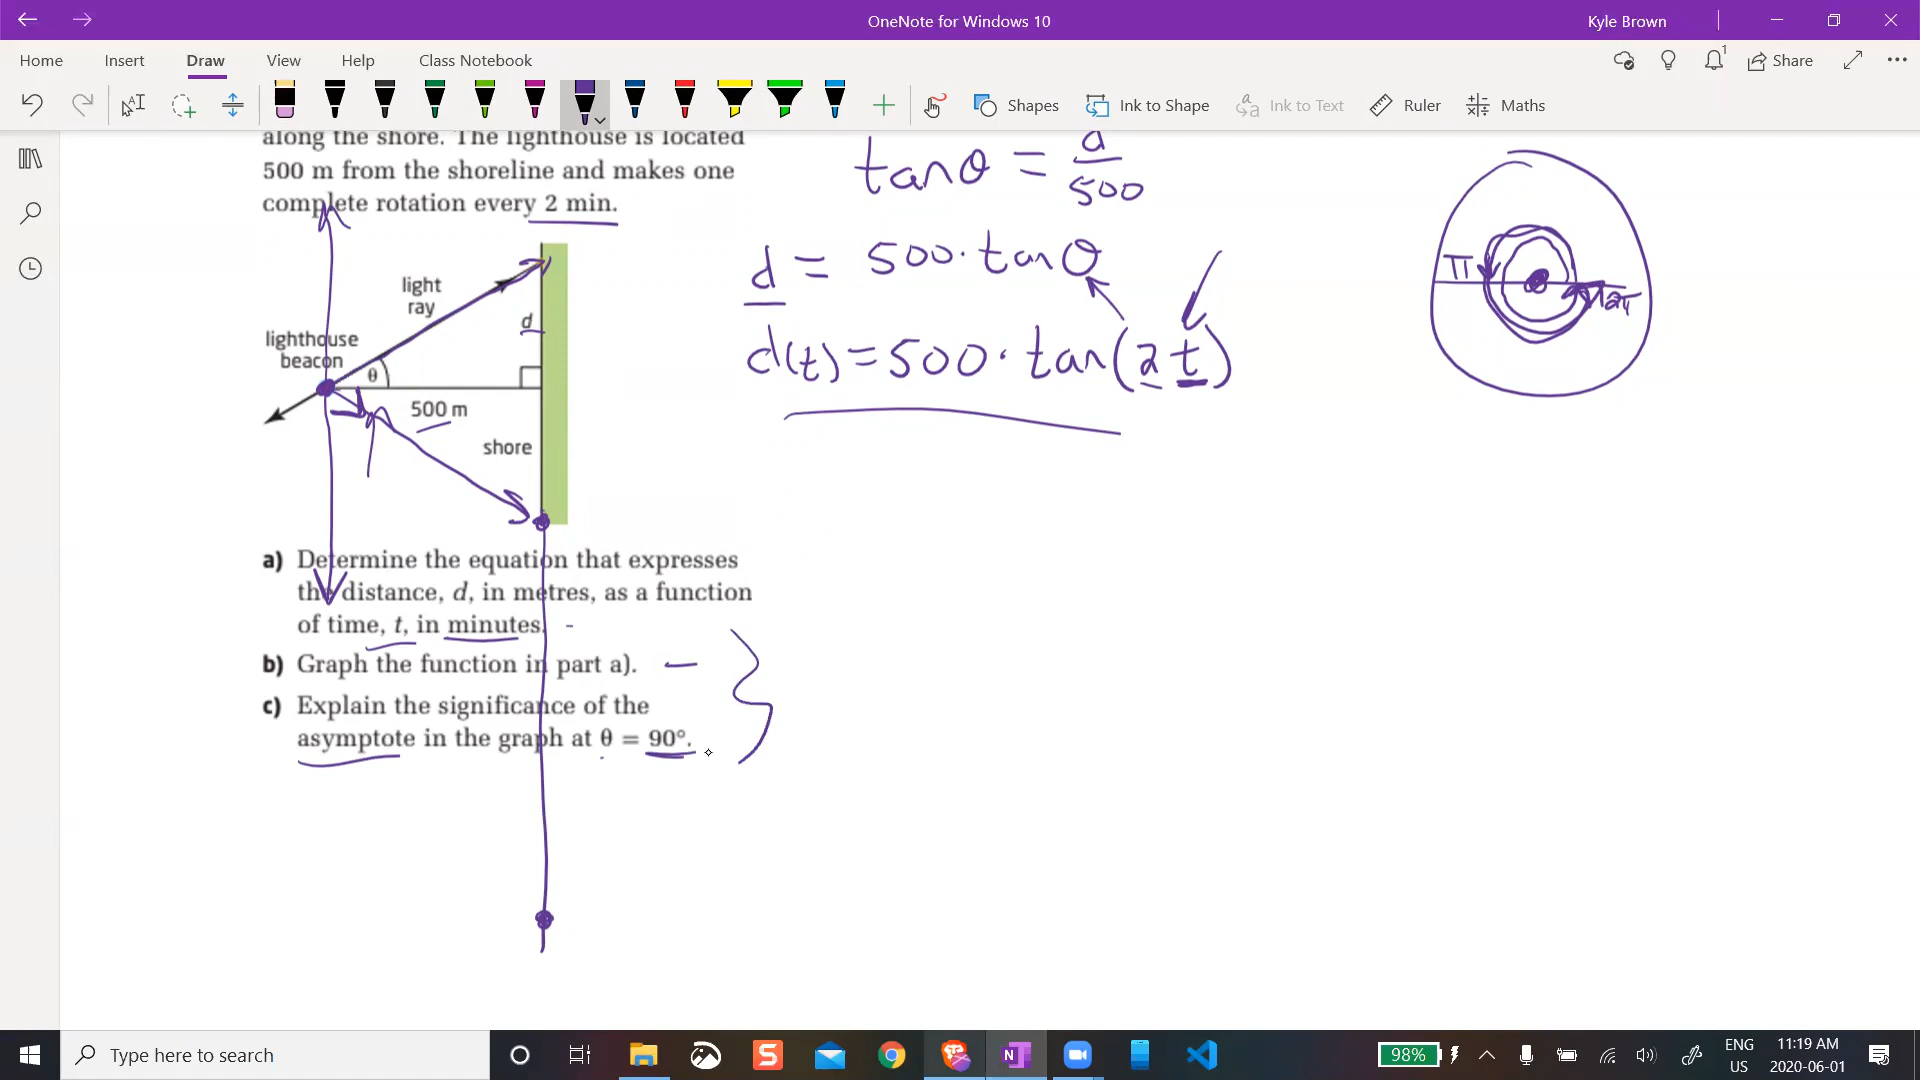 OneNote for Windows 10
Kyle Brown
Home Insert Draw View Help Class Notebook
1
Share
Shapes
Ink to Shape
Ink to Text
Ruler
Maths
along the shore. The lighthouse is located
500 m from the shoreline and makes one
complete rotation every 2 min.
light
ray
d
lighthouse
beacon
θ
500 m
shore
a) Determine the equation that expresses
the distance, d, in metres, as a function
of time, t, in minutes.
b) Graph the function in part a).
c) Explain the significance of the
asymptote in the graph at θ = 90°.
tanθ = d/500
d = 500·tanθ
d(t) = 500·tan(2t)
π
2π
Type here to search
98%
ENG
US
11:19 AM
2020-06-01